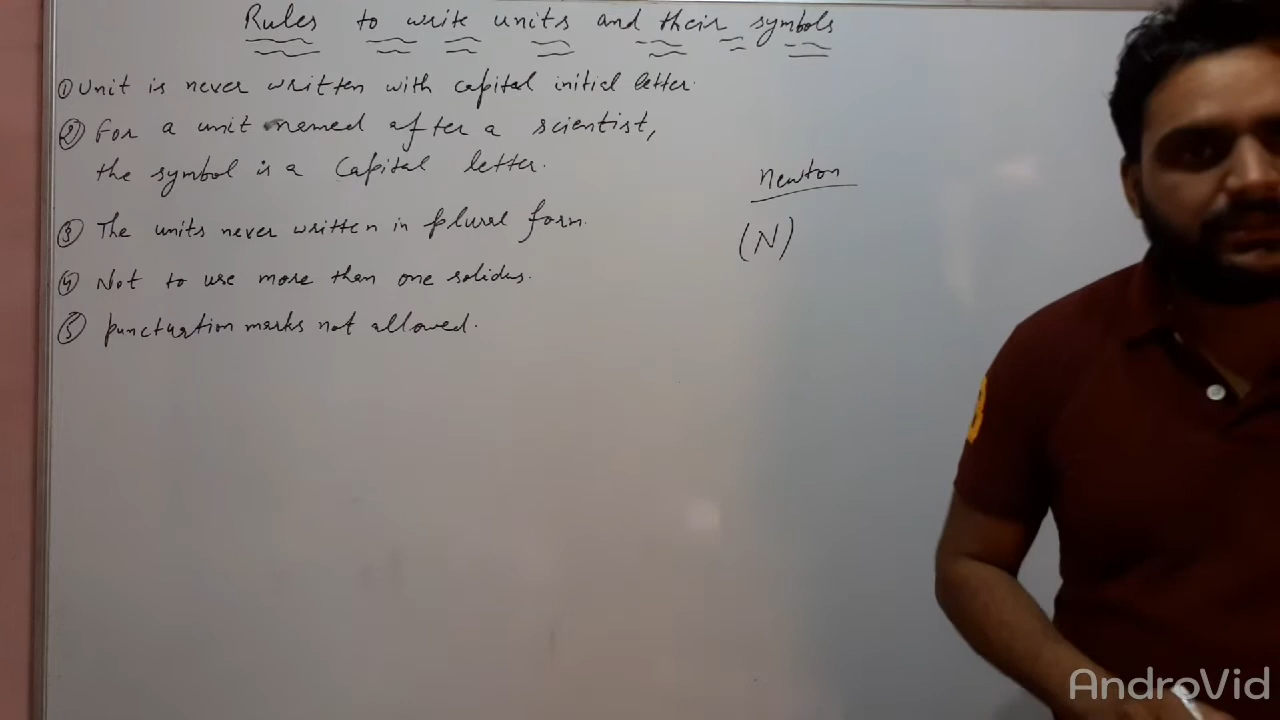 Rules to write units and their symbols
① Unit is never written with capital initial letter.
② For a unit named after a scientist,
the symbol is a Capital letter.
③ The units never written in plural form.
④ Not to use more than one solidus.
⑤ punctuation marks not allowed.
newton
(N)
3
AndroVid